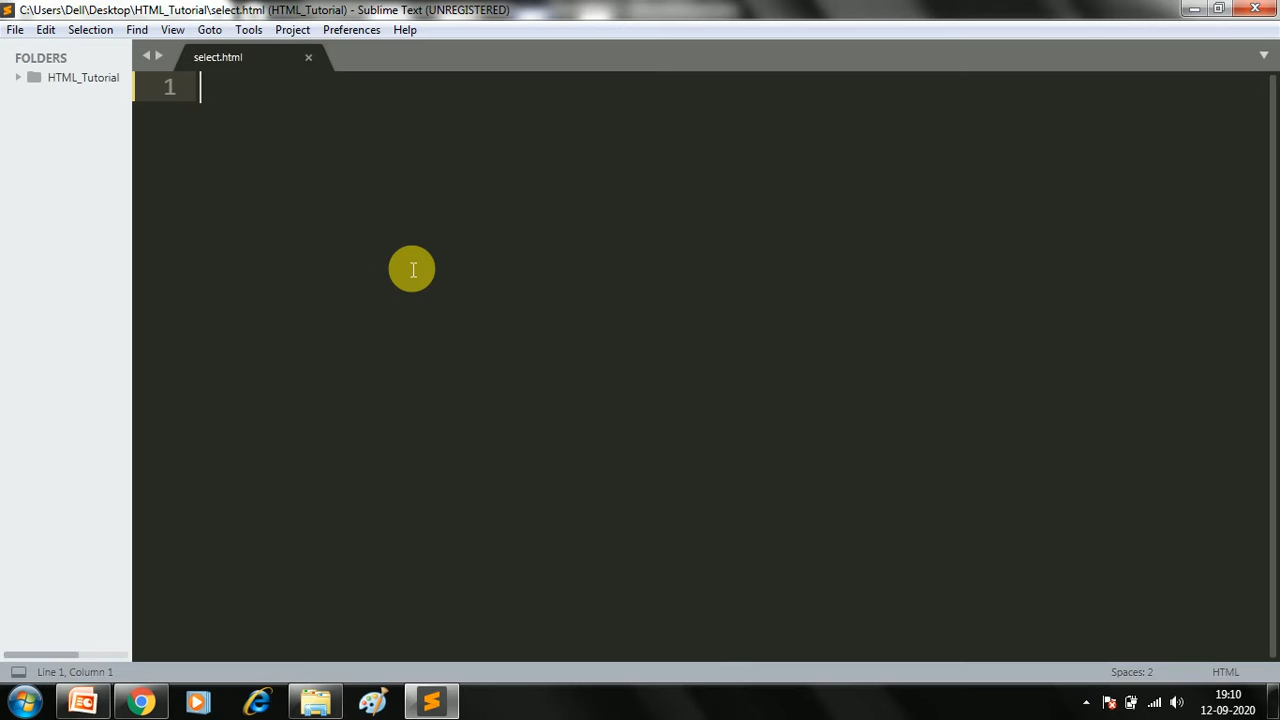 C:\Users\Dell\Desktop\HTML_Tutorial\select.html (HTML_Tutorial) - Sublime Text (UNREGISTERED)
File Edit Selection Find View Goto Tools Project Preferences Help
FOLDERS
HTML_Tutorial
select.html
1
Line 1, Column 1
Spaces: 2
HTML
19:10
12-09-2020